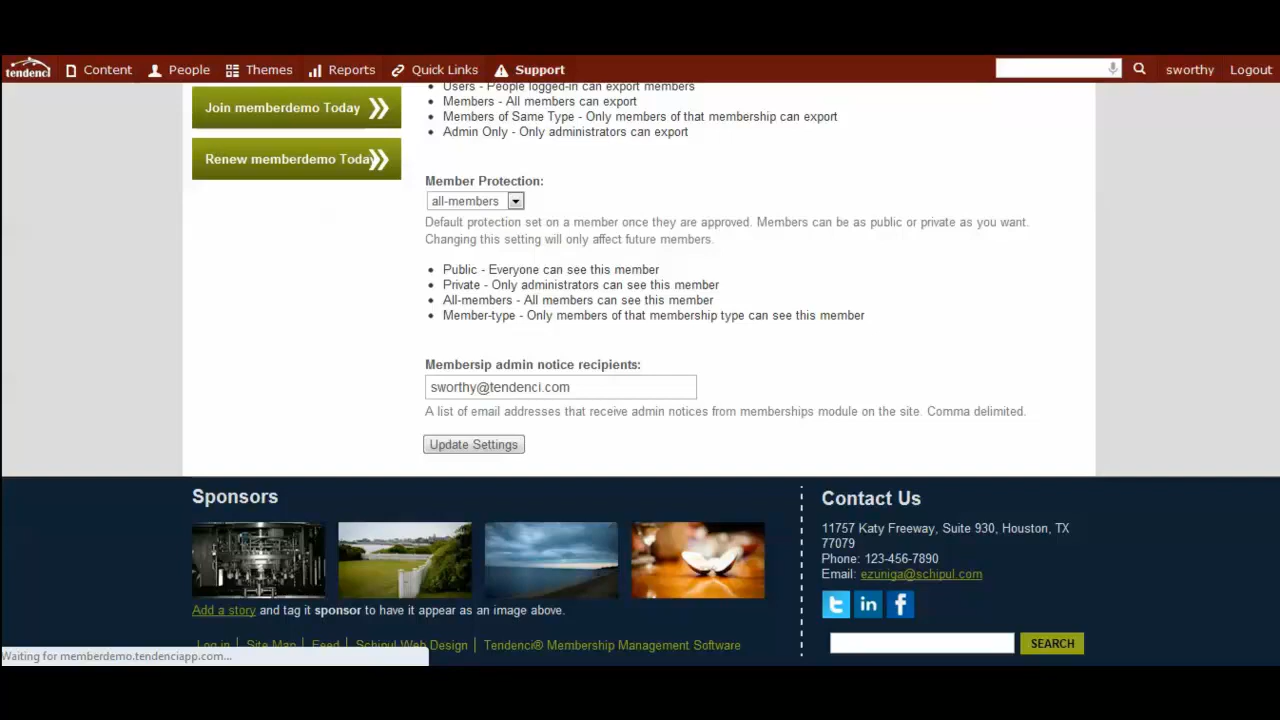 tendenci Content People Themes Reports Quick Links Support sworthy Logout
Users - People logged-in can export members
Join memberdemo Today
Members - All members can export
Members of Same Type - Only members of that membership can export
Admin Only - Only administrators can export
Renew memberdemo Today
Member Protection:
all-members
Default protection set on a member once they are approved. Members can be as public or private as you want.
Changing this setting will only affect future members.
Public - Everyone can see this member
Private - Only administrators can see this member
All-members - All members can see this member
Member-type - Only members of that membership type can see this member
Membersip admin notice recipients:
sworthy@tendenci.com
A list of email addresses that receive admin notices from memberships module on the site. Comma delimited.
Update Settings
Sponsors
Add a story and tag it sponsor to have it appear as an image above.
Log in | Site Map | Feed | Schipul Web Design | Tendenci® Membership Management Software
Contact Us
11757 Katy Freeway, Suite 930, Houston, TX
77079
Phone: 123-456-7890
Email: ezuniga@schipul.com
SEARCH
Waiting for memberdemo.tendenciapp.com...